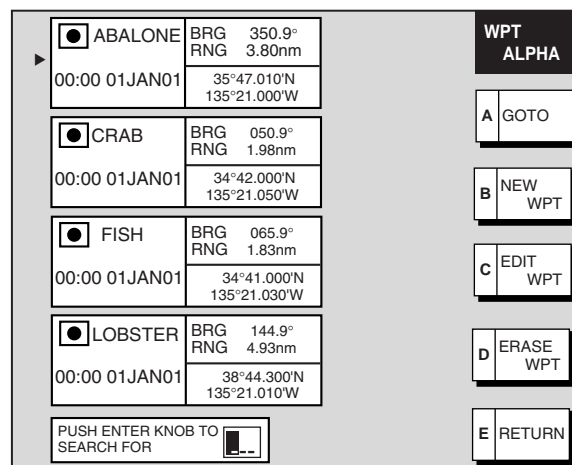 ABALONE
00:00 01JAN01
BRG 350.9°
RNG 3.80nm
35°47.010'N
135°21.000'W
CRAB
00:00 01JAN01
BRG 050.9°
RNG 1.98nm
34°42.000'N
135°21.050'W
FISH
00:00 01JAN01
BRG 065.9°
RNG 1.83nm
34°41.000'N
135°21.030'W
LOBSTER
00:00 01JAN01
BRG 144.9°
RNG 4.93nm
38°44.300'N
135°21.010'W
PUSH ENTER KNOB TO
SEARCH FOR
WPT
ALPHA
A GOTO
B NEW
WPT
C EDIT
WPT
D ERASE
WPT
E RETURN